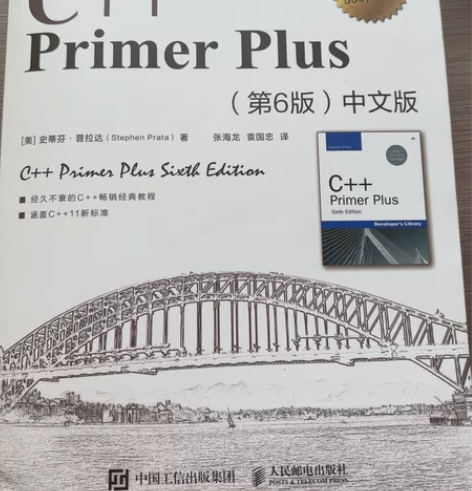 C++
Primer Plus
（第6版）中文版
[美] 史蒂芬·普拉达（Stephen Prata）著 张海龙 袁国忠 译
C++ Primer Plus Sixth Edition
■ 经久不衰的C++畅销经典教程
■ 涵盖C++11新标准
C++
Primer Plus
Sixth Edition
Developer's Library
中国工信出版集团 人民邮电出版社
POSTS & TELECOM PRESS